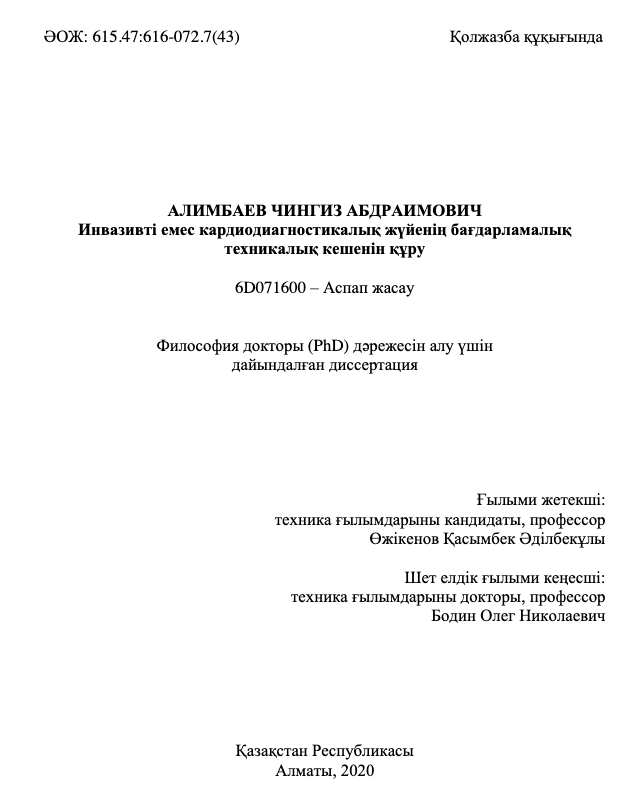 ӘОЖ: 615.47:616-072.7(43) Қолжазба құқығында
АЛИМБАЕВ ЧИНГИЗ АБДРАИМОВИЧ
Инвазивті емес кардиодиагностикалық жүйенің бағдарламалық
техникалық кешенін құру
6D071600 – Аспап жасау
Философия докторы (PhD) дәрежесін алу үшін
дайындалған диссертация
Ғылыми жетекші:
техника ғылымдарыны кандидаты, профессор
Өжікенов Қасымбек Әділбекұлы
Шет елдік ғылыми кеңесші:
техника ғылымдарыны докторы, профессор
Бодин Олег Николаевич
Қазақстан Республикасы
Алматы, 2020